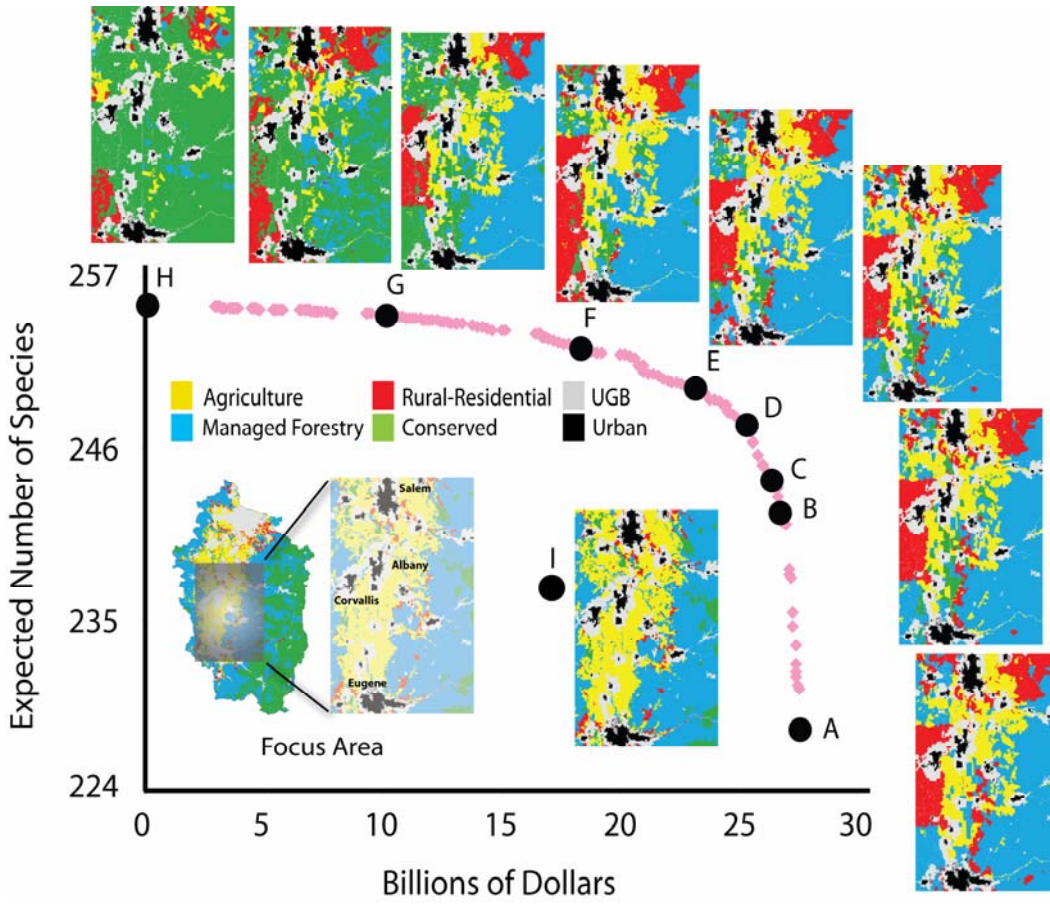 257
H
G
F
E
D
C
B
A
I
Agriculture
Rural-Residential
UGB
Managed Forestry
Conserved
Urban
246
235
224
Expected Number of Species
Salem
Albany
Corvallis
Eugene
Focus Area
0 5 10 15 20 25 30
Billions of Dollars